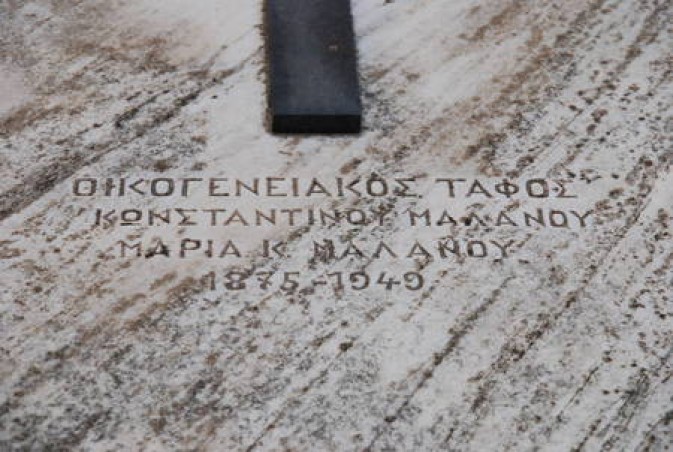 ΟΙΚΟΓΕΝΕΙΑΚΟΣ ΤΑΦΟΣ
ΚΩΝΣΤΑΝΤΙΝΟΥ ΜΑΛΑΝΟΥ
ΜΑΡΙΑ Κ ΜΑΛΑΝΟΥ
1875-1949